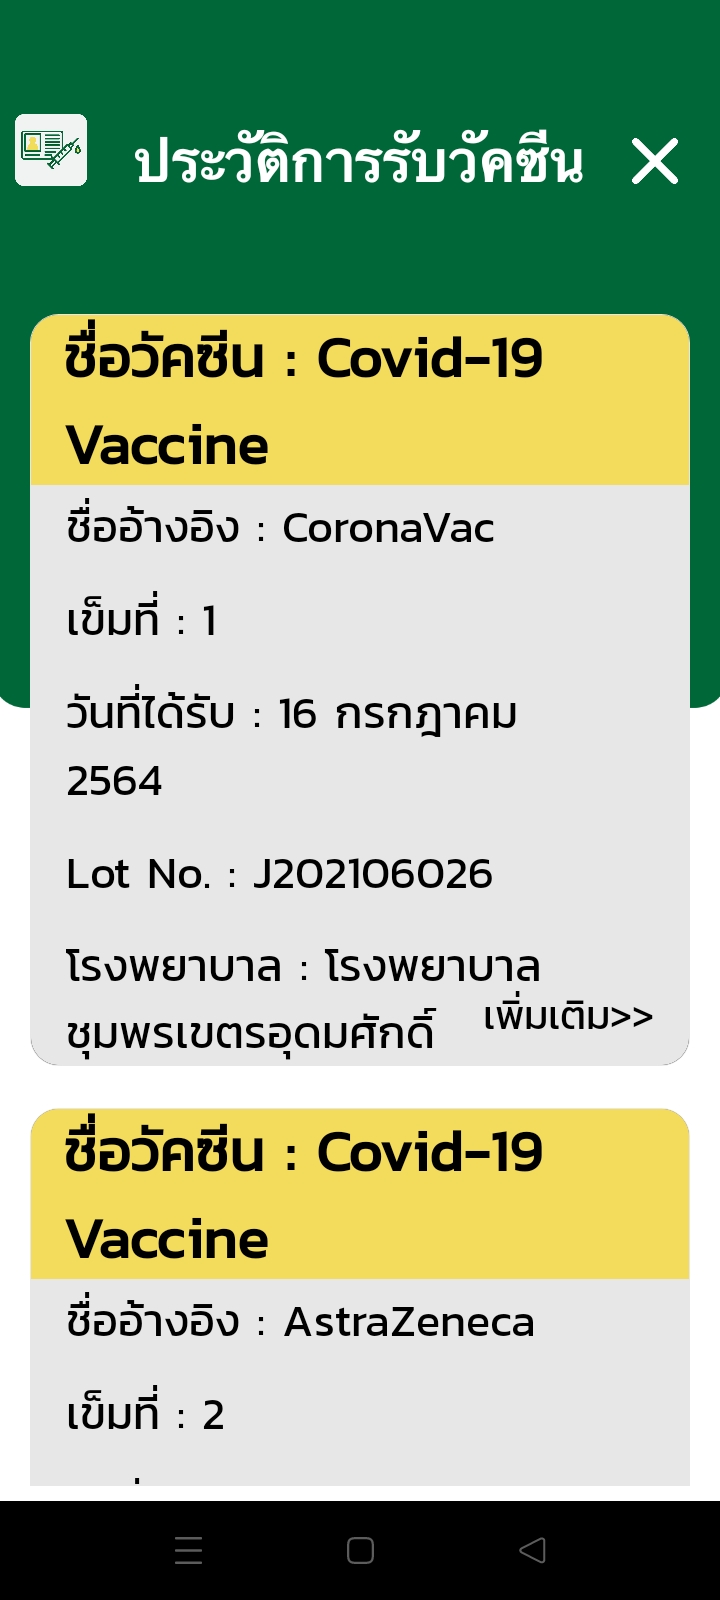 ประวัติการรับวัคซีน
ชื่อวัคซีน : Covid-19
Vaccine
ชื่ออ้างอิง : CoronaVac
เข็มที่ : 1
วันที่ได้รับ : 16 กรกฎาคม
2564
Lot No. : J202106026
โรงพยาบาล : โรงพยาบาล
ชุมพรเขตรอุดมศักดิ์
เพิ่มเติม>>
ชื่อวัคซีน : Covid-19
Vaccine
ชื่ออ้างอิง : AstraZeneca
เข็มที่ : 2